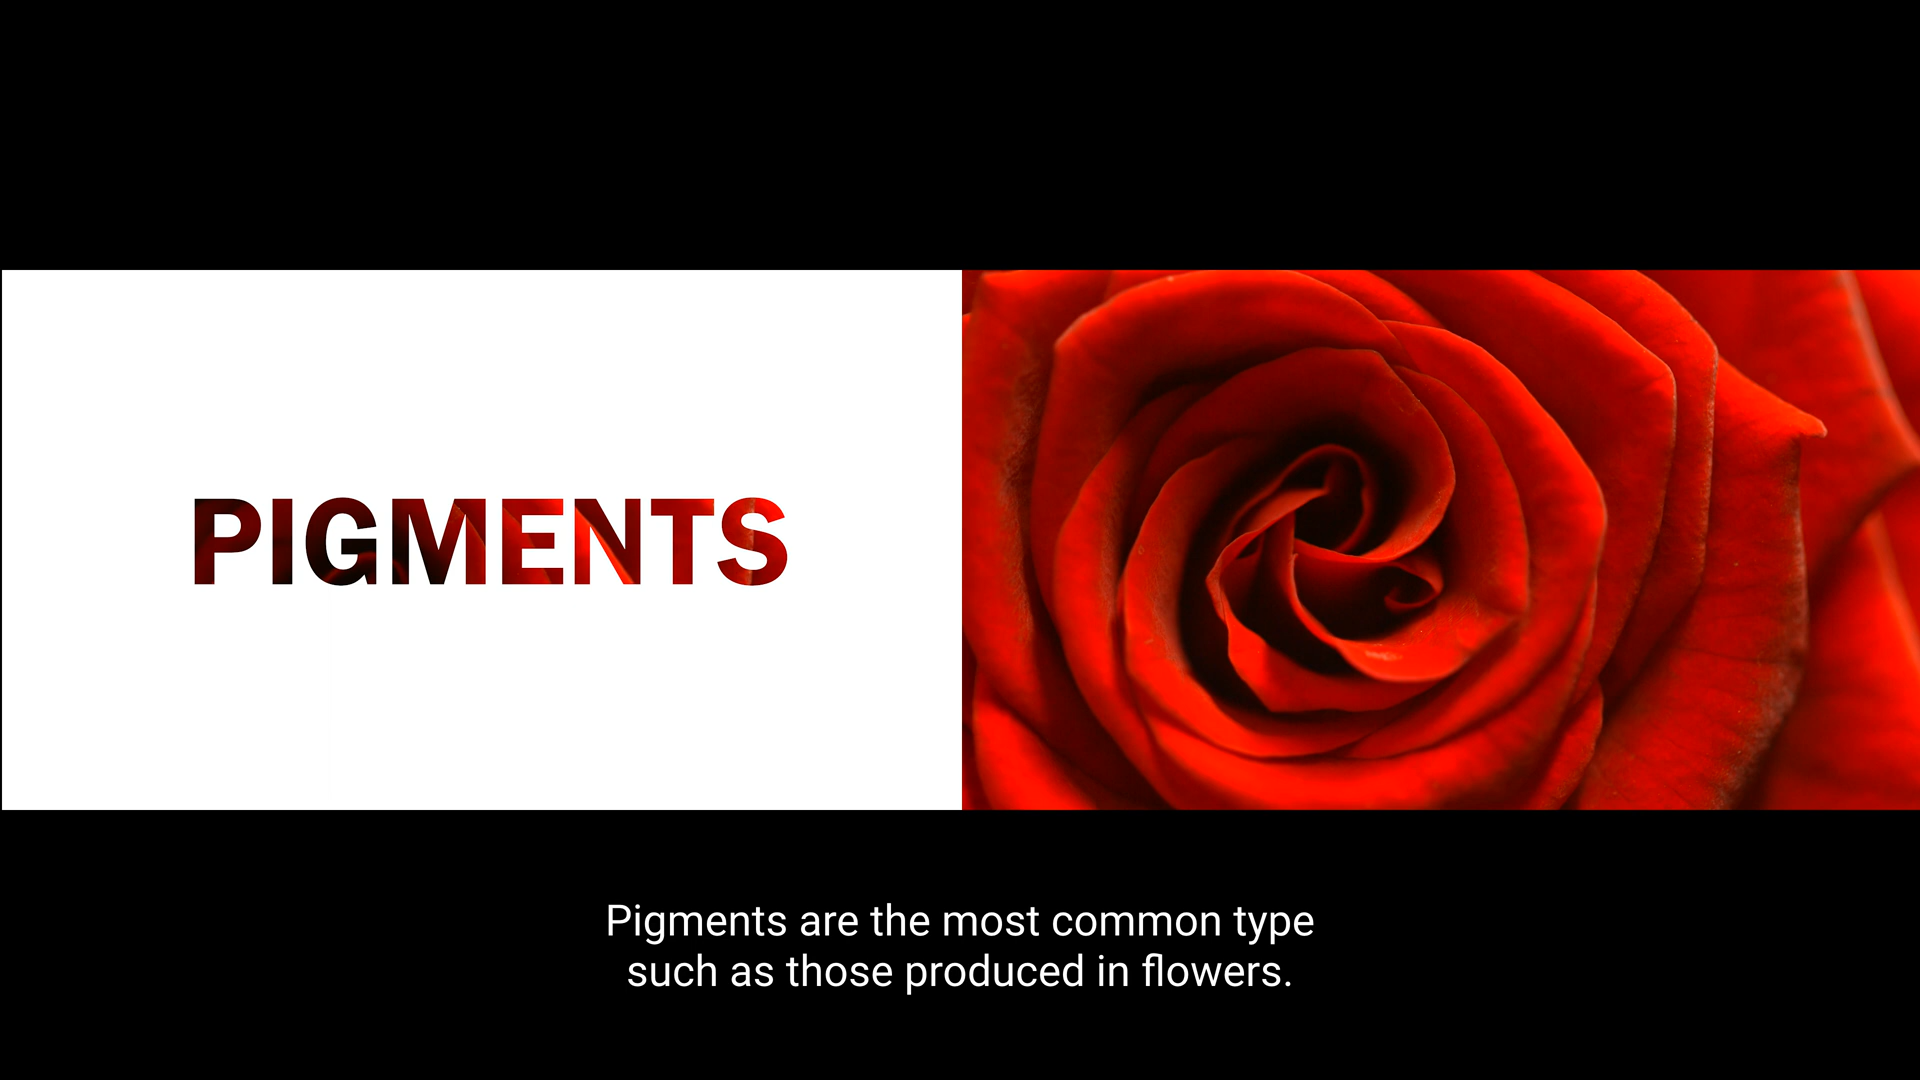 PIGMENTS
Pigments are the most common type
such as those produced in flowers.